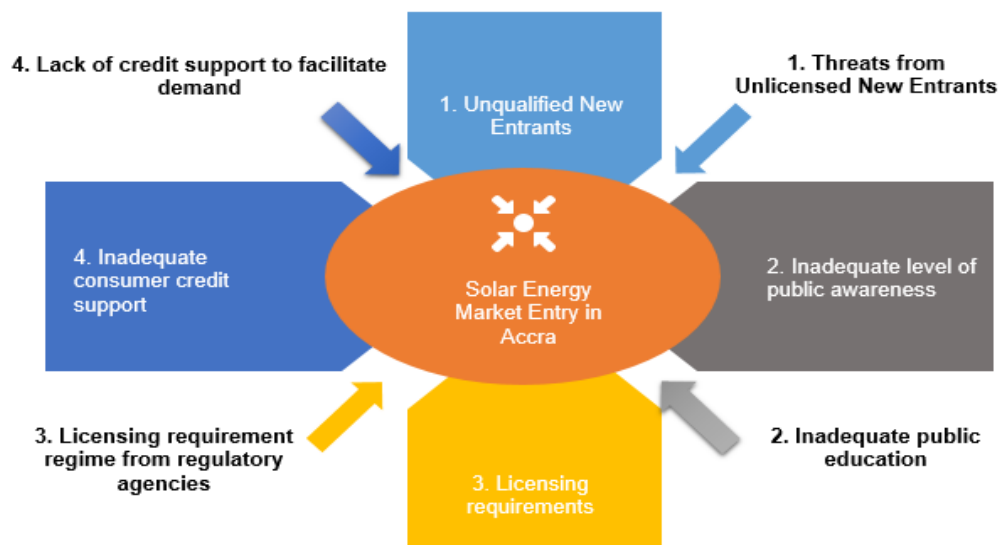 4. Lack of credit support to facilitate
demand
1. Unqualified New
Entrants
1. Threats from
Unlicensed New Entrants
4. Inadequate
consumer credit
support
Solar Energy
Market Entry in
Accra
2. Inadequate level of
public awareness
3. Licensing requirement
regime from regulatory
agencies
3. Licensing
requirements
2. Inadequate public
education